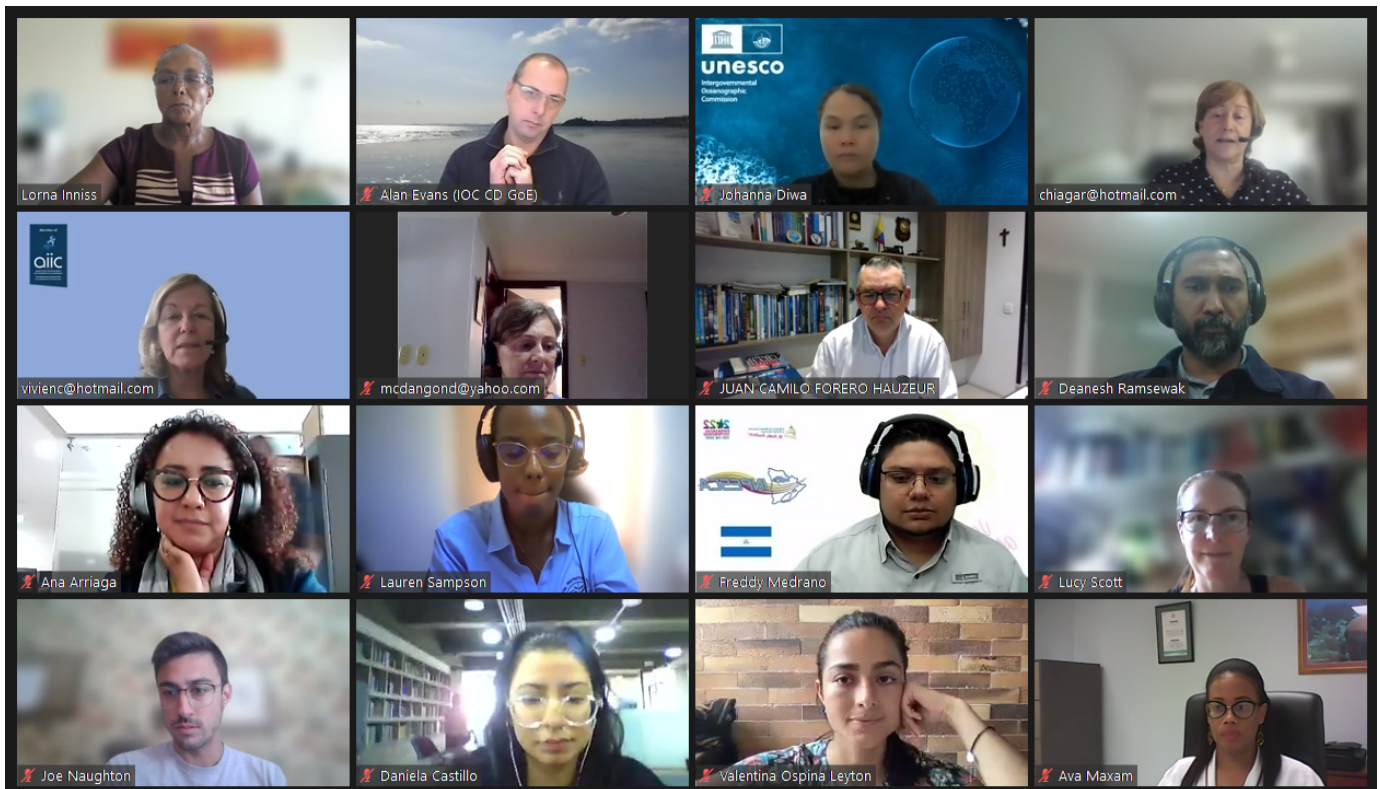 unesco
Intergovernmental
Oceanographic
Commission
Lorna Inniss
Alan Evans (IOC CD GoE)
Johanna Diwa
chiagar@hotmail.com
aiic
vivienc@hotmail.com
mcdangond@yahoo.com
JUAN CAMILO FORERO HAUZEUR
Deanesh Ramsewak
2022
Ana Arriaga
Lauren Sampson
Freddy Medrano
Lucy Scott
Joe Naughton
Daniela Castillo
Valentina Ospina Leyton
Ava Maxam